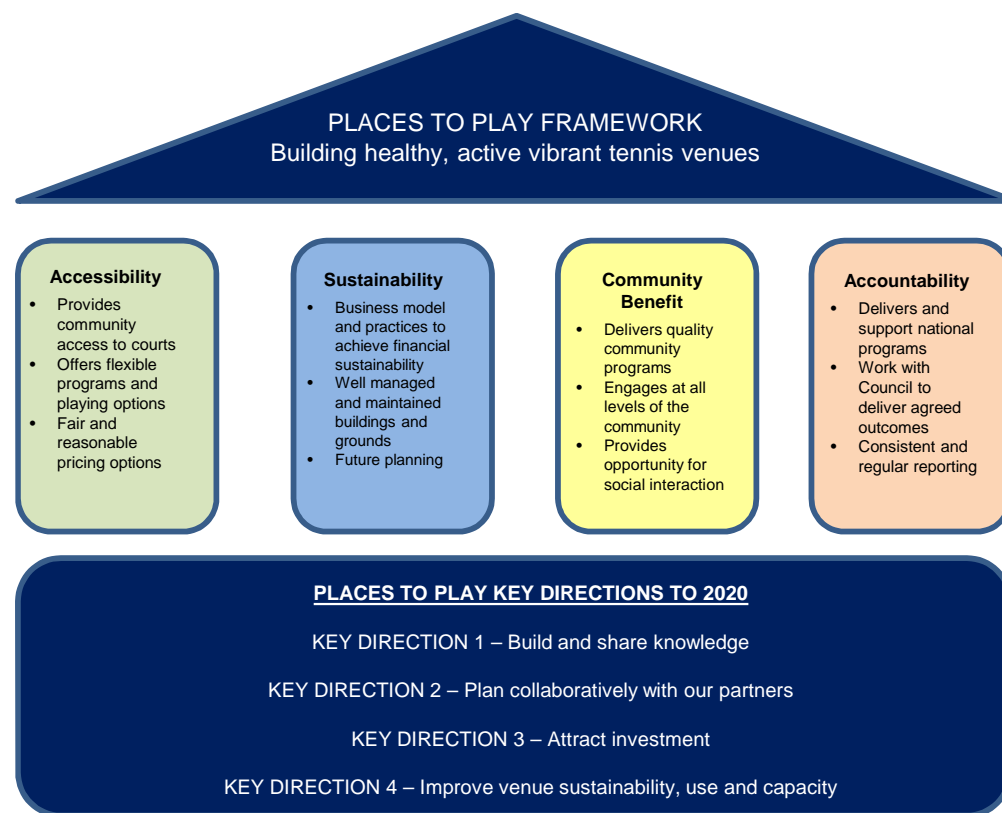 PLACES TO PLAY FRAMEWORK
Building healthy, active vibrant tennis venues
Accessibility
• Provides
community
access to courts
• Offers flexible
programs and
playing options
• Fair and
reasonable
pricing options
Sustainability
• Business model
and practices to
achieve financial
sustainability
• Well managed
and maintained
buildings and
grounds
• Future planning
Community
Benefit
• Delivers quality
community
programs
• Engages at all
levels of the
community
• Provides
opportunity for
social interaction
Accountability
• Delivers and
support national
programs
• Work with
Council to
deliver agreed
outcomes
• Consistent and
regular reporting
PLACES TO PLAY KEY DIRECTIONS TO 2020
KEY DIRECTION 1 – Build and share knowledge
KEY DIRECTION 2 – Plan collaboratively with our partners
KEY DIRECTION 3 – Attract investment
KEY DIRECTION 4 – Improve venue sustainability, use and capacity